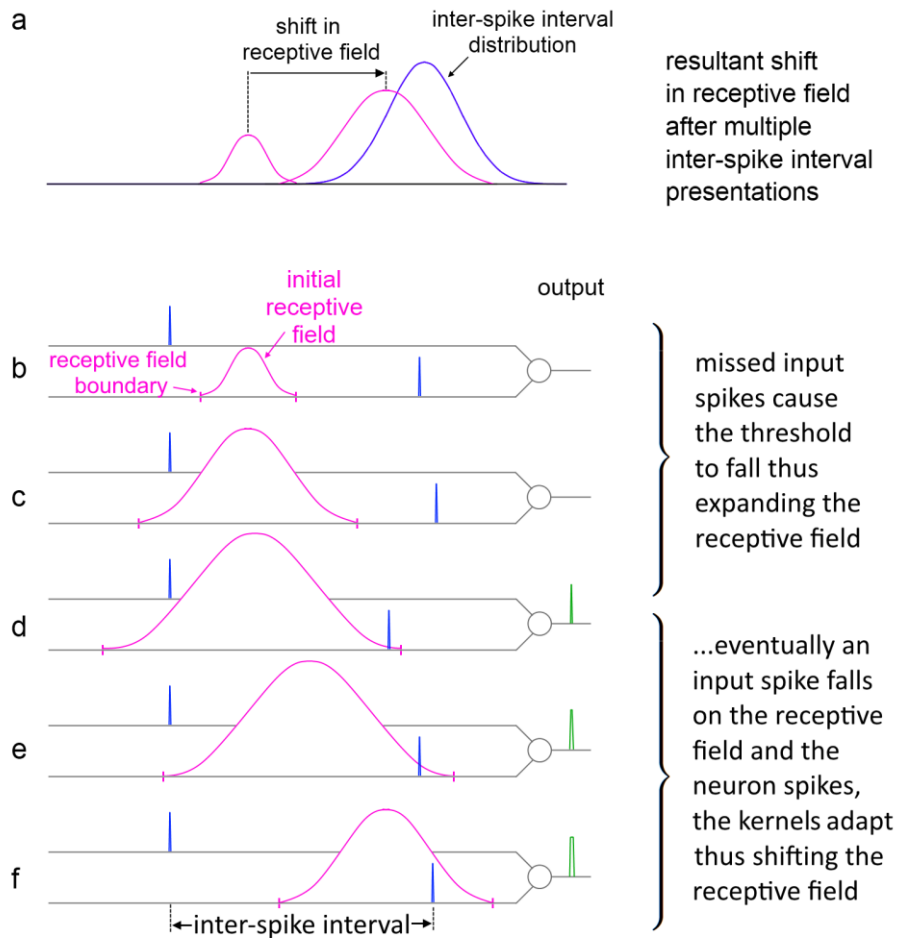 a
shift in
receptive field
inter-spike interval
distribution
resultant shift
in receptive field
after multiple
inter-spike interval
presentations
initial
receptive
field
output
b
receptive field
boundary
missed input
spikes cause
the threshold
to fall thus
expanding the
receptive field
c
d
...eventually an
input spike falls
on the receptive
field and the
neuron spikes,
the kernels adapt
thus shifting the
receptive field
e
f
inter-spike interval